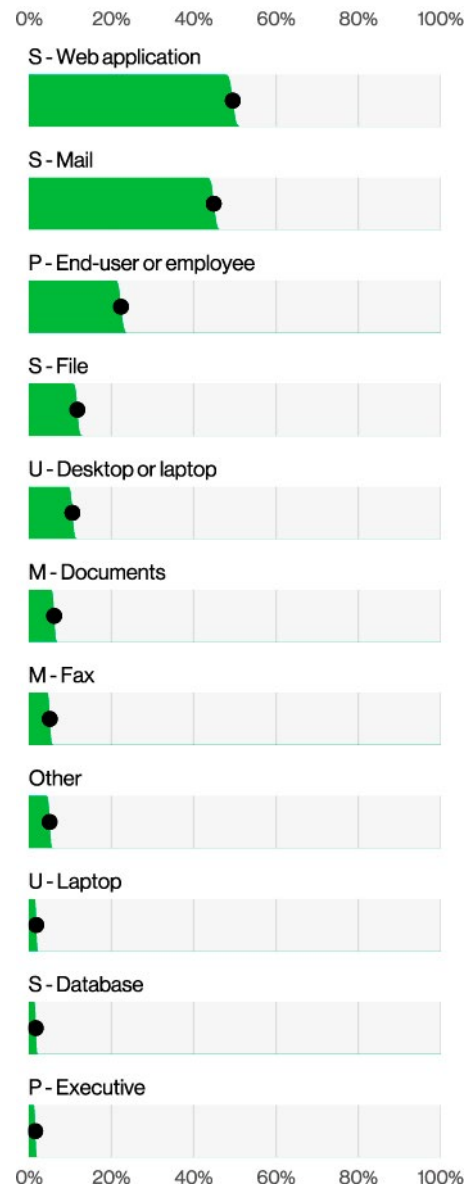 0% 20% 40% 60% 80% 100%
S - Web application
S - Mail
P - End-user or employee
S - File
U - Desktop or laptop
M - Documents
M - Fax
Other
U - Laptop
S - Database
P - Executive
0% 20% 40% 60% 80% 100%